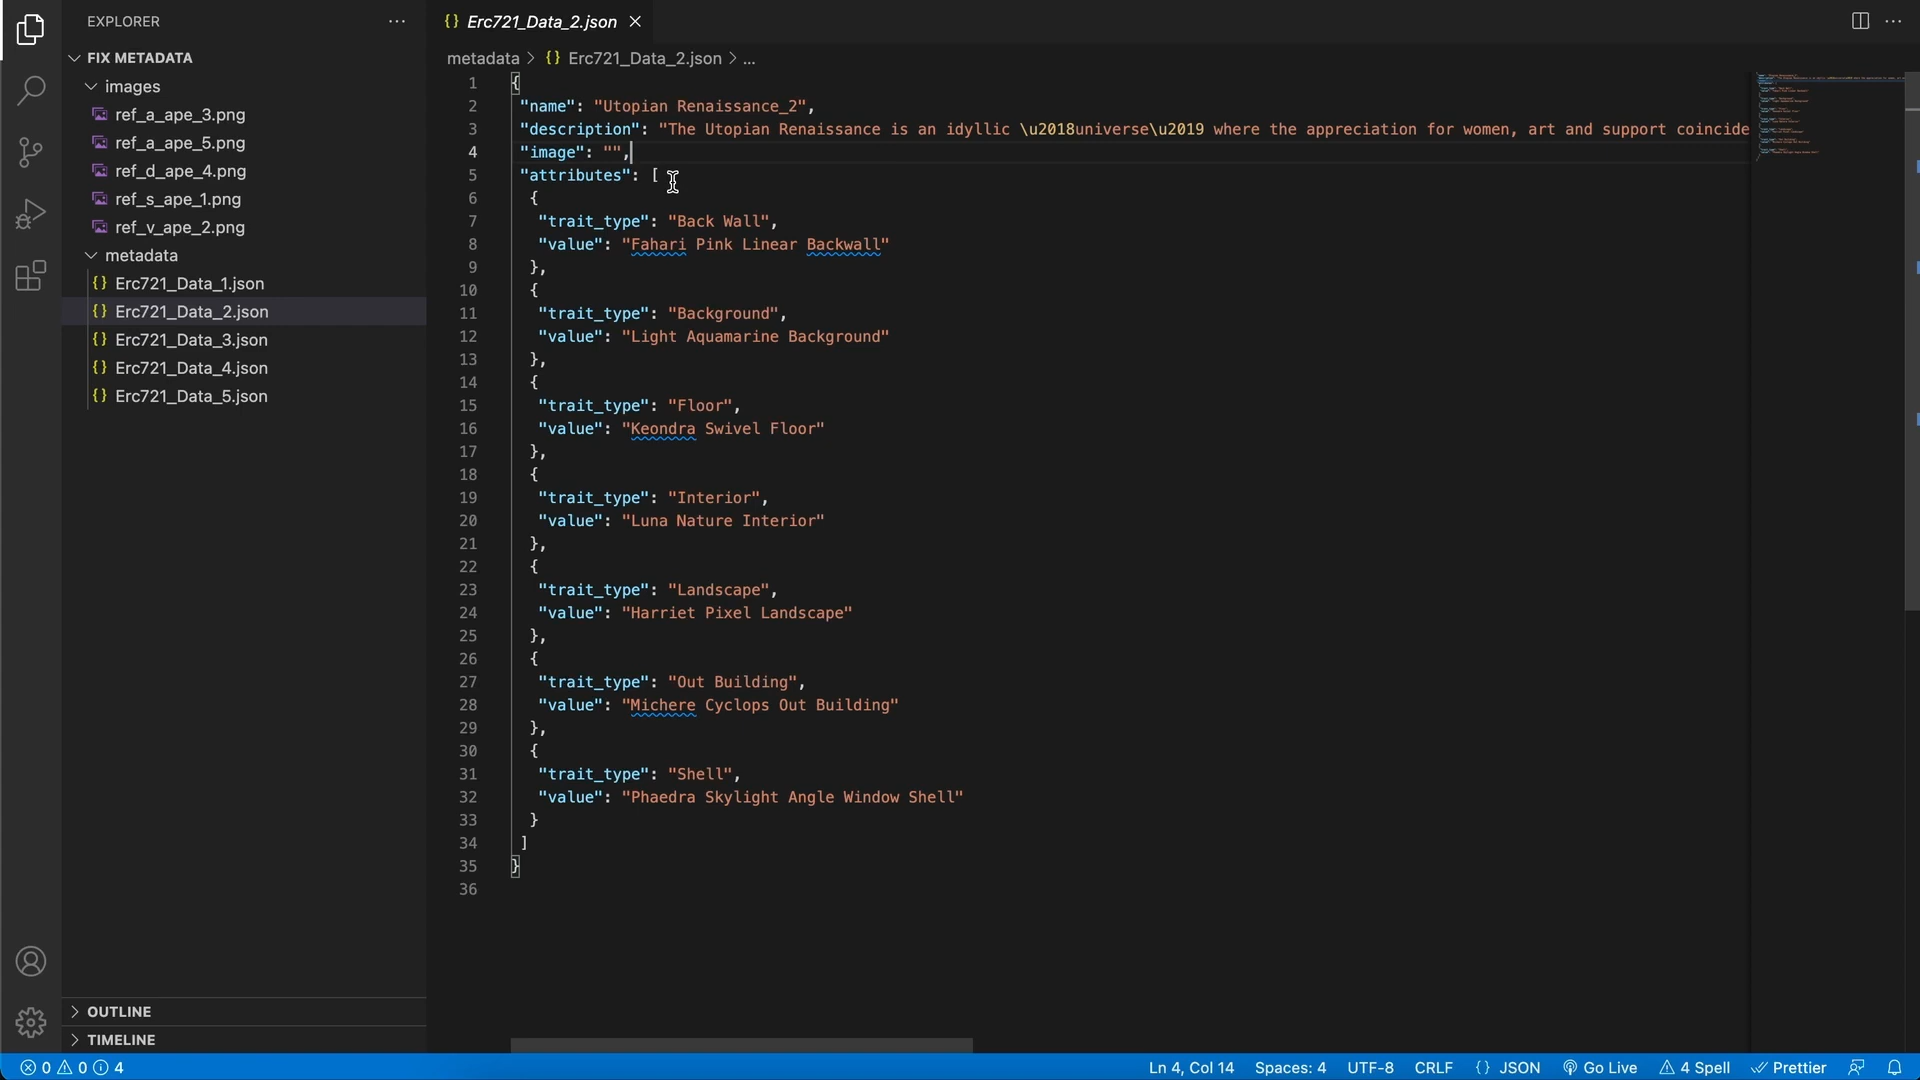 EXPLORER
FIX METADATA
images
ref_a_ape_3.png
ref_a_ape_5.png
ref_d_ape_4.png
ref_s_ape_1.png
ref_v_ape_2.png
metadata
{} Erc721_Data_1.json
{} Erc721_Data_2.json
{} Erc721_Data_3.json
{} Erc721_Data_4.json
{} Erc721_Data_5.json
OUTLINE
TIMELINE
{} Erc721_Data_2.json
metadata > {} Erc721_Data_2.json > ...
1 {
2 "name": "Utopian Renaissance_2",
3 "description": "The Utopian Renaissance is an idyllic \u2018universe\u2019 where the appreciation for women, art and support coincide
4 "image": "",
5 "attributes": [
6 {
7 "trait_type": "Back Wall",
8 "value": "Fahari Pink Linear Backwall"
9 },
10 {
11 "trait_type": "Background",
12 "value": "Light Aquamarine Background"
13 },
14 {
15 "trait_type": "Floor",
16 "value": "Keondra Swivel Floor"
17 },
18 {
19 "trait_type": "Interior",
20 "value": "Luna Nature Interior"
21 },
22 {
23 "trait_type": "Landscape",
24 "value": "Harriet Pixel Landscape"
25 },
26 {
27 "trait_type": "Out Building",
28 "value": "Michere Cyclops Out Building"
29 },
30 {
31 "trait_type": "Shell",
32 "value": "Phaedra Skylight Angle Window Shell"
33 }
34 ]
35 }
36
0 0 4 Ln 4, Col 14 Spaces: 4 UTF-8 CRLF {} JSON Go Live 4 Spell Prettier